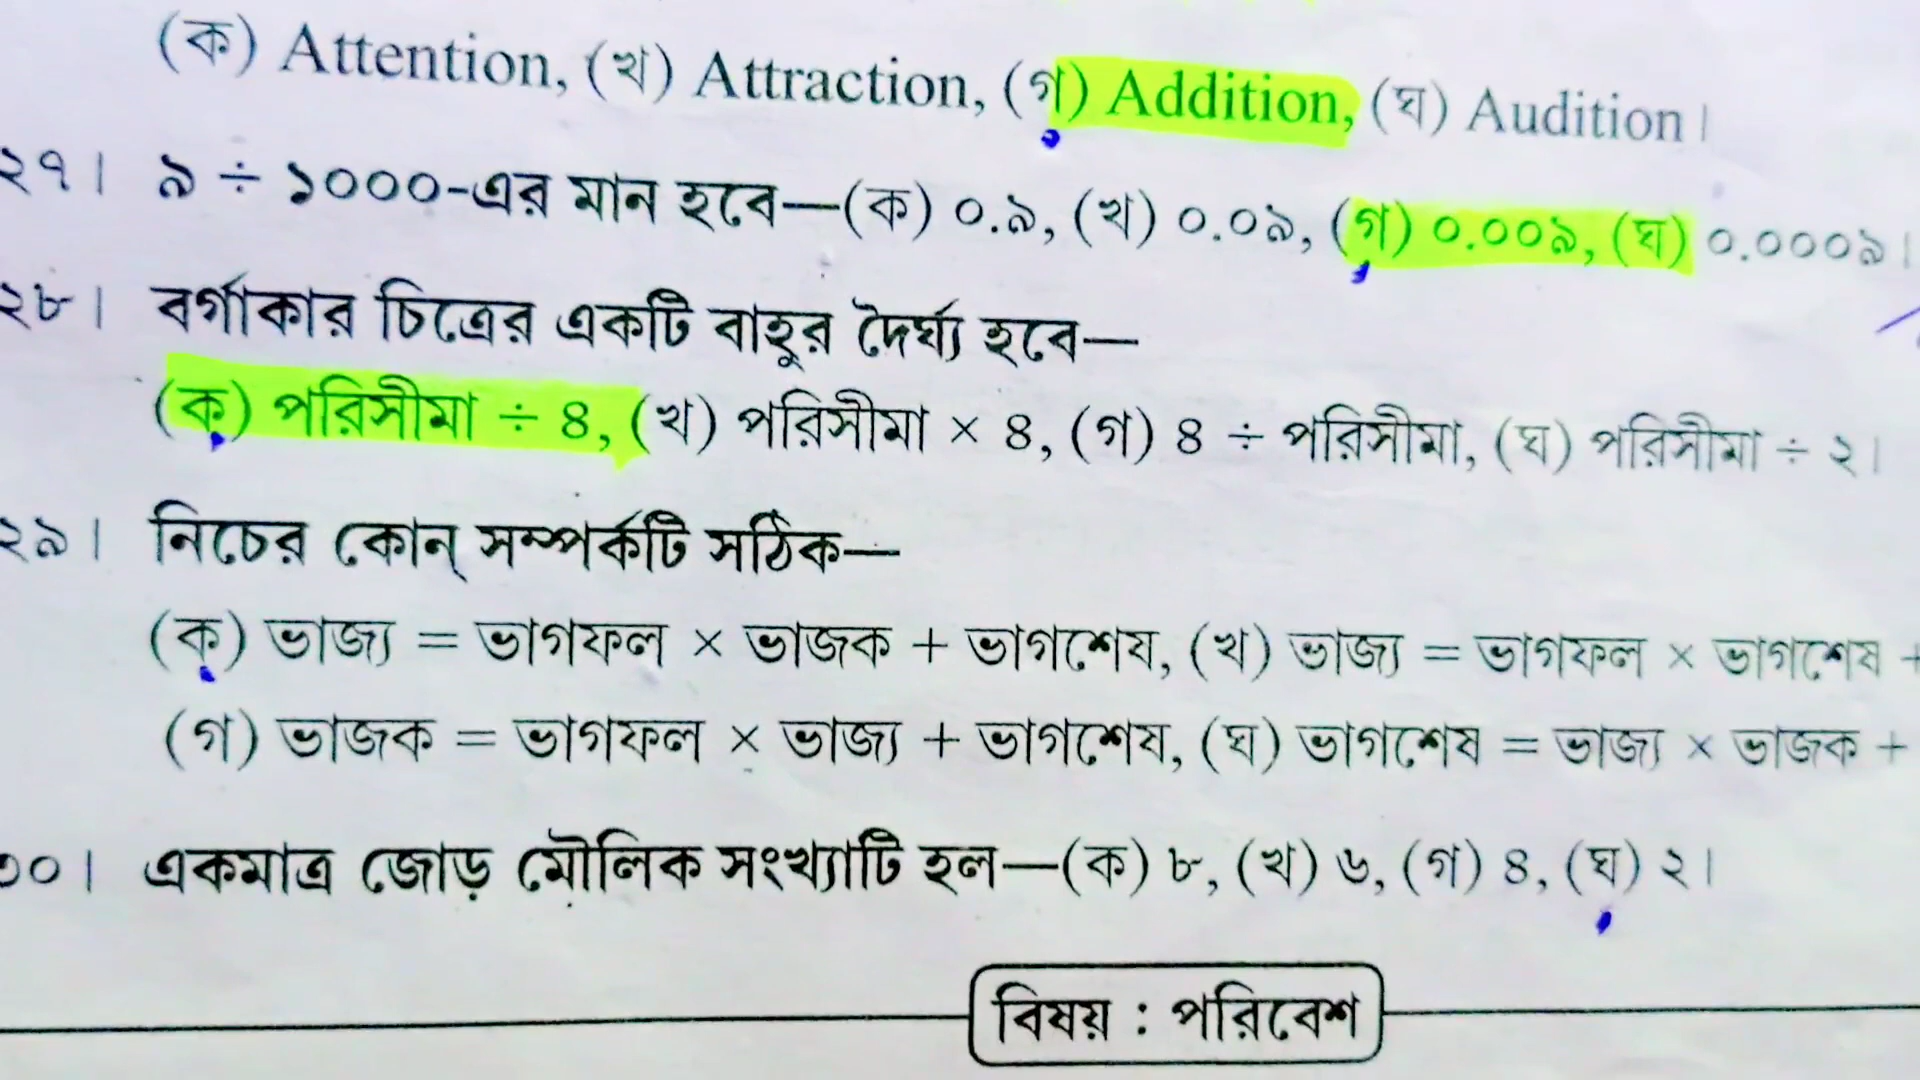 (ক) Attention, (খ) Attraction, (গ) Addition, (ঘ) Audition।
২৭। ৯ ÷ ১০০০-এর মান হবে—(ক) ০.৯, (খ) ০.০৯, (গ) ০.০০৯, (ঘ) ০.০০০৯।
২৮। বর্গাকার চিত্রের একটি বাহুর দৈর্ঘ্য হবে—
(ক) পরিসীমা ÷ ৪, (খ) পরিসীমা × ৪, (গ) ৪ ÷ পরিসীমা, (ঘ) পরিসীমা ÷ ২।
২৯। নিচের কোন্ সম্পর্কটি সঠিক—
(ক) ভাজ্য = ভাগফল × ভাজক + ভাগশেষ, (খ) ভাজ্য = ভাগফল × ভাগশেষ +
(গ) ভাজক = ভাগফল × ভাজ্য + ভাগশেষ, (ঘ) ভাগশেষ = ভাজ্য × ভাজক +
৩০। একমাত্র জোড় মৌলিক সংখ্যাটি হল—(ক) ৮, (খ) ৬, (গ) ৪, (ঘ) ২।
বিষয় : পরিবেশ